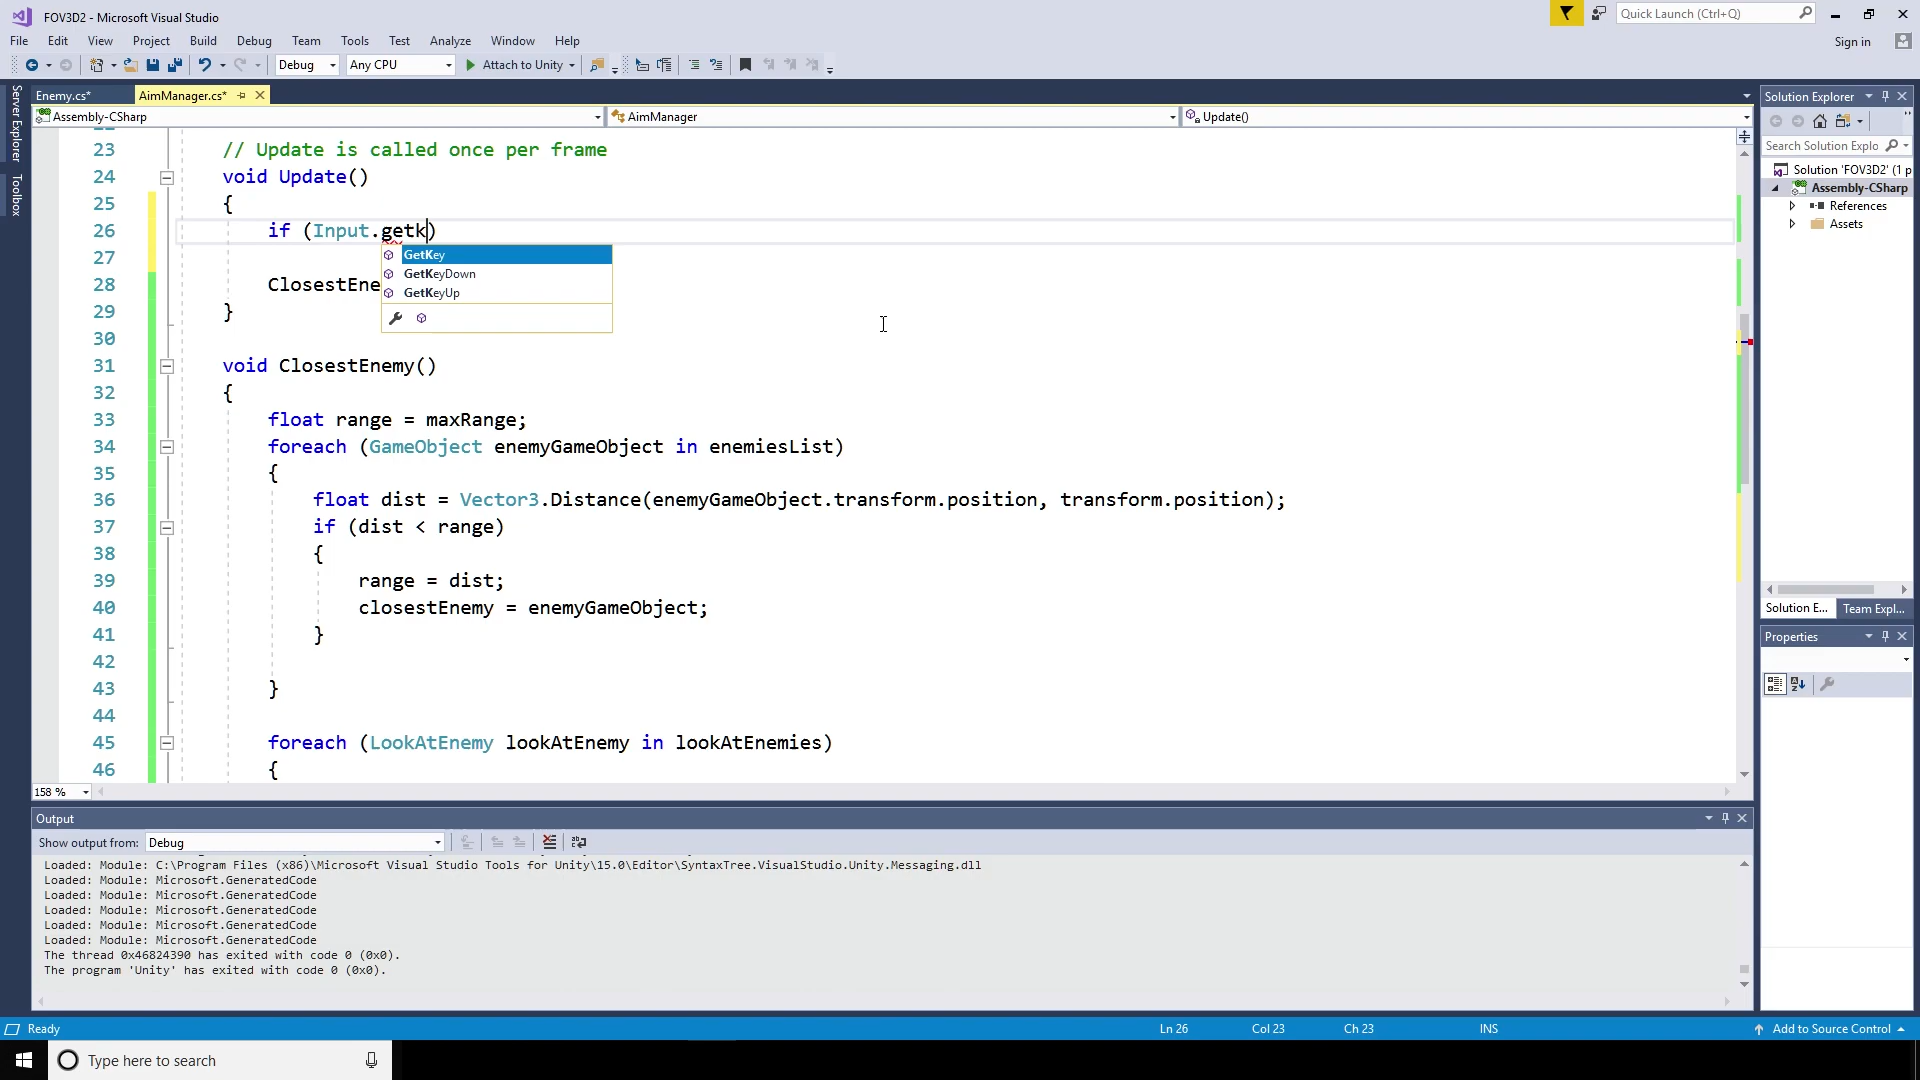 FOV3D2 - Microsoft Visual Studio
Quick Launch (Ctrl+Q)
File Edit View Project Build Debug Team Tools Test Analyze Window Help
Sign in
Debug Any CPU Attach to Unity
Server Explorer
Toolbox
Enemy.cs* AimManager.cs*
Assembly-CSharp AimManager Update()
23 // Update is called once per frame
24 void Update()
25 {
26 if (Input.getk)
27
28 ClosestEne
29 }
30
31 void ClosestEnemy()
32 {
33 float range = maxRange;
34 foreach (GameObject enemyGameObject in enemiesList)
35 {
36 float dist = Vector3.Distance(enemyGameObject.transform.position, transform.position);
37 if (dist < range)
38 {
39 range = dist;
40 closestEnemy = enemyGameObject;
41 }
42
43 }
44
45 foreach (LookAtEnemy lookAtEnemy in lookAtEnemies)
46 {
GetKey
GetKeyDown
GetKeyUp
158 %
Solution Explorer
Search Solution Explo
Solution 'FOV3D2' (1 p
Assembly-CSharp
References
Assets
Solution E... Team Expl...
Properties
Output
Show output from: Debug
Loaded: Module: C:\Program Files (x86)\Microsoft Visual Studio Tools for Unity\15.0\Editor\SyntaxTree.VisualStudio.Unity.Messaging.dll
Loaded: Module: Microsoft.GeneratedCode
Loaded: Module: Microsoft.GeneratedCode
Loaded: Module: Microsoft.GeneratedCode
Loaded: Module: Microsoft.GeneratedCode
Loaded: Module: Microsoft.GeneratedCode
The thread 0x46824390 has exited with code 0 (0x0).
The program 'Unity' has exited with code 0 (0x0).
Ready Ln 26 Col 23 Ch 23 INS Add to Source Control
Type here to search